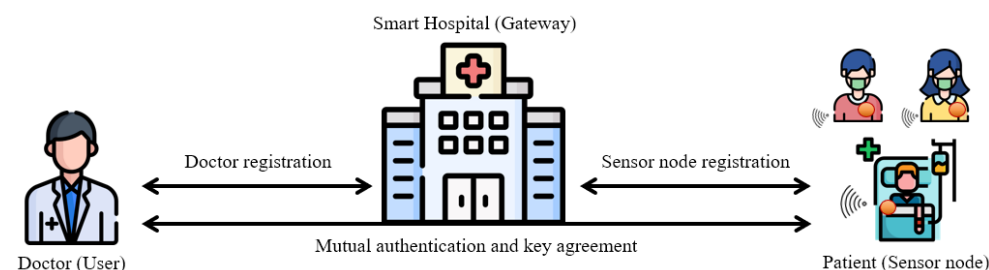 Smart Hospital (Gateway)
Doctor registration
Sensor node registration
Mutual authentication and key agreement
Doctor (User)
Patient (Sensor node)